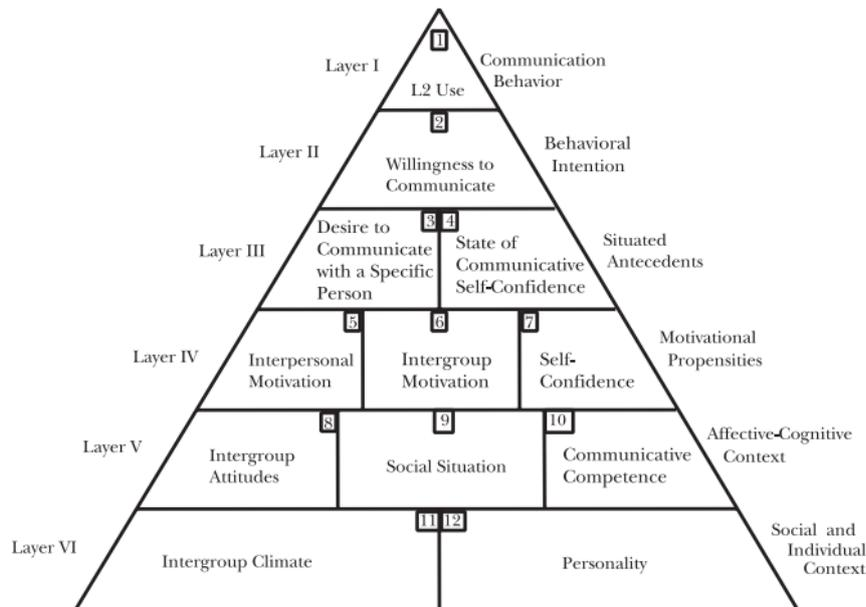 1
Layer I
Communication
Behavior
L2 Use
2
Layer II
Behavioral
Intention
Willingness to
Communicate
3
4
Layer III
Desire to
Communicate
with a Specific
Person
State of
Communicative
Self-Confidence
Situated
Antecedents
5
6
7
Layer IV
Interpersonal
Motivation
Intergroup
Motivation
Self-
Confidence
Motivational
Propensities
8
9
10
Layer V
Intergroup
Attitudes
Social Situation
Communicative
Competence
Affective-Cognitive
Context
11
12
Layer VI
Intergroup Climate
Personality
Social and
Individual
Context